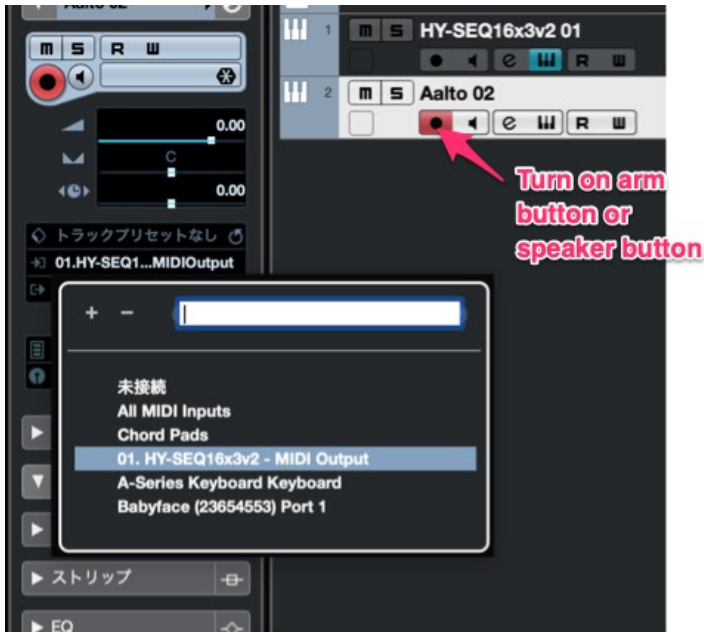 Aalto 02
m S R W
0.00
C
0.00
トラックプリセットなし
01.HY-SEQ1...MIDIOutput
+ -
未接続
All MIDI Inputs
Chord Pads
01. HY-SEQ16x3v2 - MIDI Output
A-Series Keyboard Keyboard
Babyface (23654553) Port 1
ストリップ
EQ
1 m S HY-SEQ16x3v2 01
e R W
2 m S Aalto 02
e R W
Turn on arm
button or
speaker button